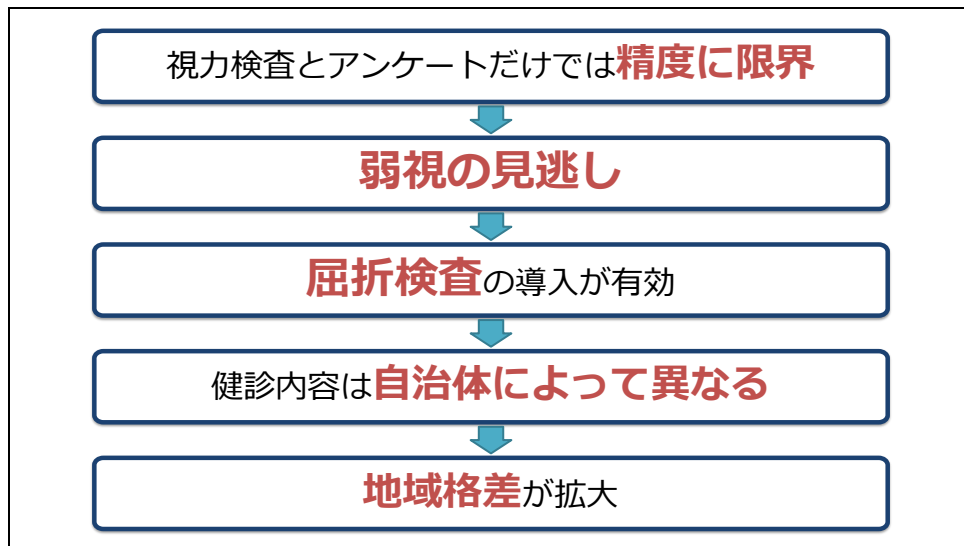 視力検査とアンケートだけでは精度に限界
弱視の見逃し
屈折検査の導入が有効
健診内容は自治体によって異なる
地域格差が拡大